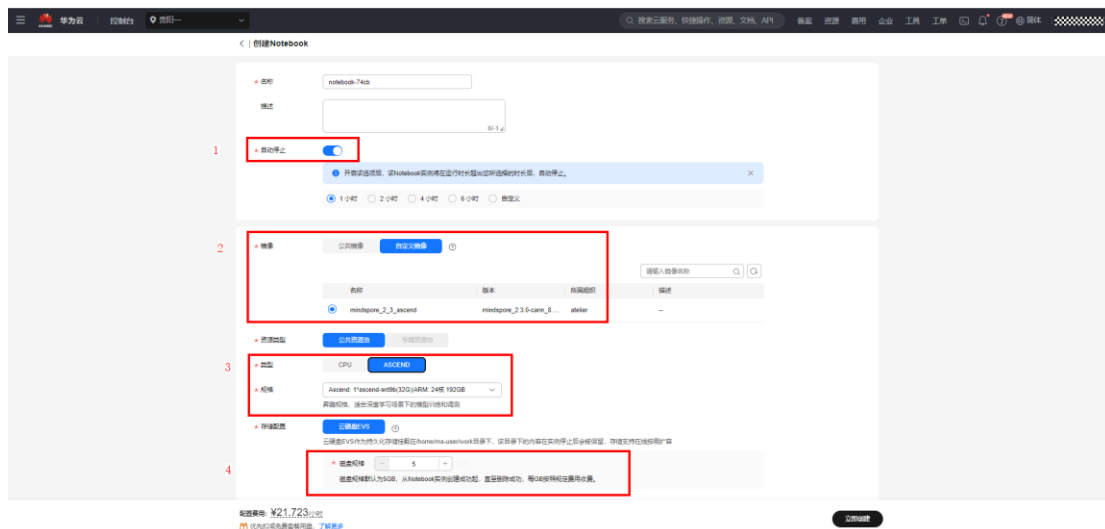 华为云 控制台 贵阳一
搜索云服务、快捷操作、资源、文档、API 备案 资源 费用 企业 工具 工单 简体
创建Notebook
* 名称 notebook-74cb
描述
1 * 自动停止
开启该选项后，该Notebook实例将在运行时长超出您所选择的时长后，自动停止。
1 小时 2 小时 4 小时 6 小时 自定义
2 * 镜像 公共镜像 自定义镜像
请输入镜像名称
名称 版本 所属组织 描述
mindspore_2_3_ascend mindspore_2.3.0-cann_8... atelier --
* 资源类型 公共资源池 专属资源池
3 * 类型 CPU ASCEND
* 规格 Ascend: 1*ascend-snt9b(32G)|ARM: 24核 192GB
昇腾规格，适合深度学习场景下的模型训练和调测
* 存储配置 云硬盘EVS
云硬盘EVS作为持久化存储挂载在/home/ma-user/work目录下，该目录下的内容在实例停止后会被保留，存储支持在线按需扩容
* 磁盘规格 - 5 +
4 磁盘规格默认为5GB，从Notebook实例创建成功起，直至删除成功，每GB按照规定费用收费。
配置费用: ¥21.723/小时
优先扣减免费套餐用量，了解更多
立即创建